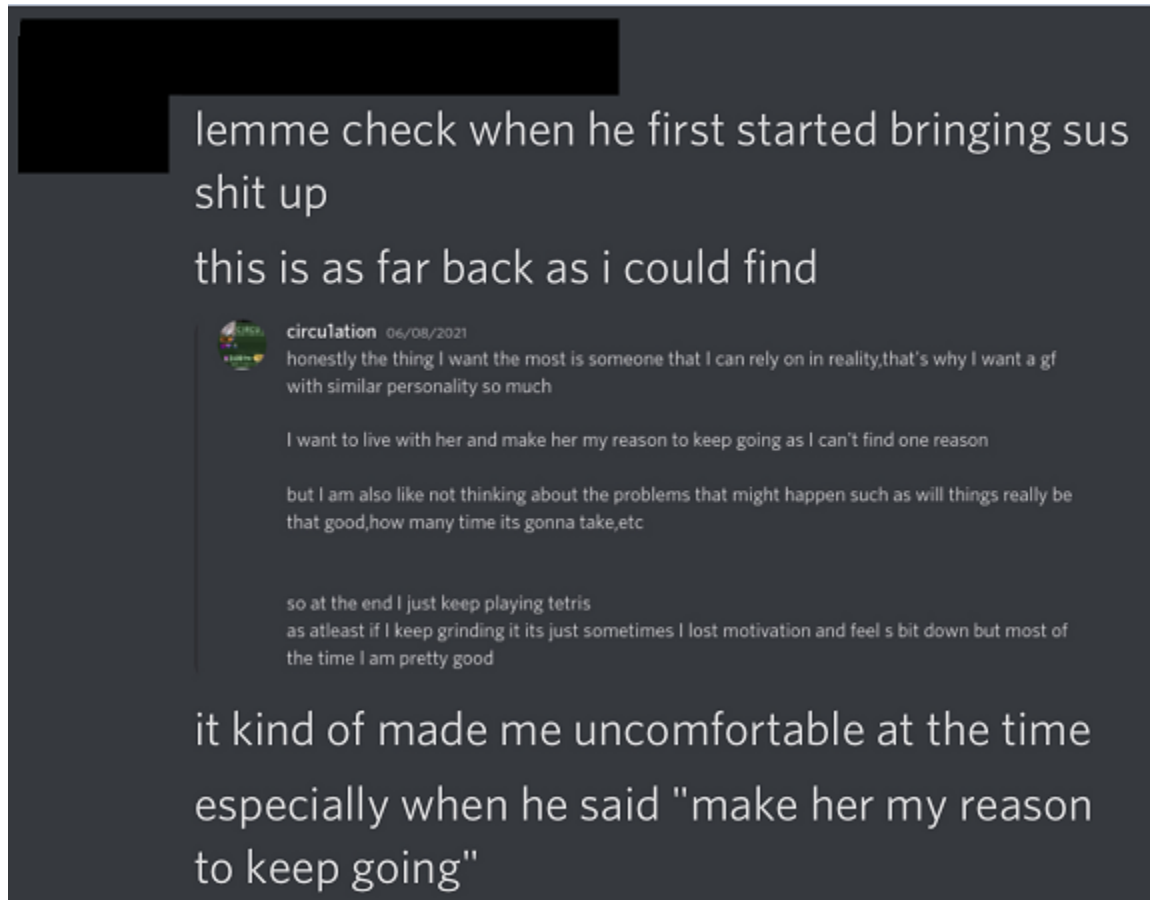 lemme check when he first started bringing sus
shit up
this is as far back as i could find
circu1ation 06/08/2021
honestly the thing I want the most is someone that I can rely on in reality,that's why I want a gf
with similar personality so much
I want to live with her and make her my reason to keep going as I can't find one reason
but I am also like not thinking about the problems that might happen such as will things really be
that good,how many time its gonna take,etc
so at the end I just keep playing tetris
as atleast if I keep grinding it its just sometimes I lost motivation and feel s bit down but most of
the time I am pretty good
it kind of made me uncomfortable at the time
especially when he said "make her my reason
to keep going"